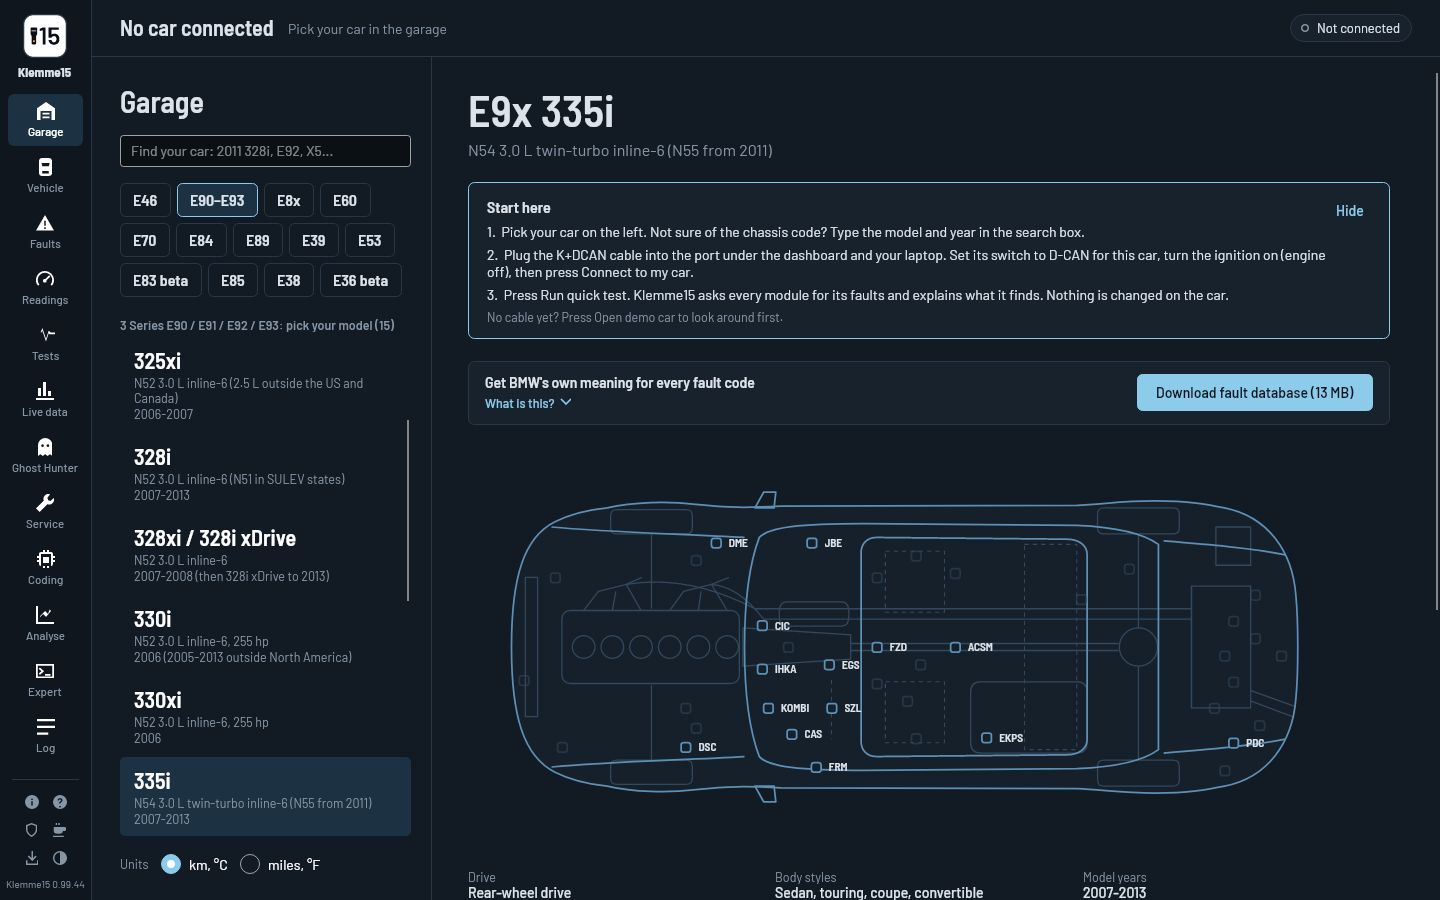 15
Klemme15
Garage
Vehicle
Faults
Readings
Tests
Live data
Ghost Hunter
Service
Coding
Analyse
Expert
Log
Klemme15 0.99.44
No car connected
Pick your car in the garage
Not connected
Garage
Find your car: 2011 328i, E92, X5...
E46
E90–E93
E8x
E60
E70
E84
E89
E39
E53
E83 beta
E85
E38
E36 beta
3 Series E90 / E91 / E92 / E93: pick your model (15)
325xi
N52 3.0 L inline-6 (2.5 L outside the US and
Canada)
2006-2007
328i
N52 3.0 L inline-6 (N51 in SULEV states)
2007-2013
328xi / 328i xDrive
N52 3.0 L inline-6
2007-2008 (then 328i xDrive to 2013)
330i
N52 3.0 L inline-6, 255 hp
2006 (2005-2013 outside North America)
330xi
N52 3.0 L inline-6, 255 hp
2006
335i
N54 3.0 L twin-turbo inline-6 (N55 from 2011)
2007-2013
Units
km, °C
miles, °F
E9x 335i
N54 3.0 L twin-turbo inline-6 (N55 from 2011)
Start here
Hide
1. Pick your car on the left. Not sure of the chassis code? Type the model and year in the search box.
2. Plug the K+DCAN cable into the port under the dashboard and your laptop. Set its switch to D-CAN for this car, turn the ignition on (engine
off), then press Connect to my car.
3. Press Run quick test. Klemme15 asks every module for its faults and explains what it finds. Nothing is changed on the car.
No cable yet? Press Open demo car to look around first.
Get BMW's own meaning for every fault code
What is this?
Download fault database (13 MB)
DME
JBE
CIC
FZD
ACSM
IHKA
EGS
KOMBI
SZL
CAS
EKPS
DSC
PDC
FRM
Drive
Rear-wheel drive
Body styles
Sedan, touring, coupe, convertible
Model years
2007-2013